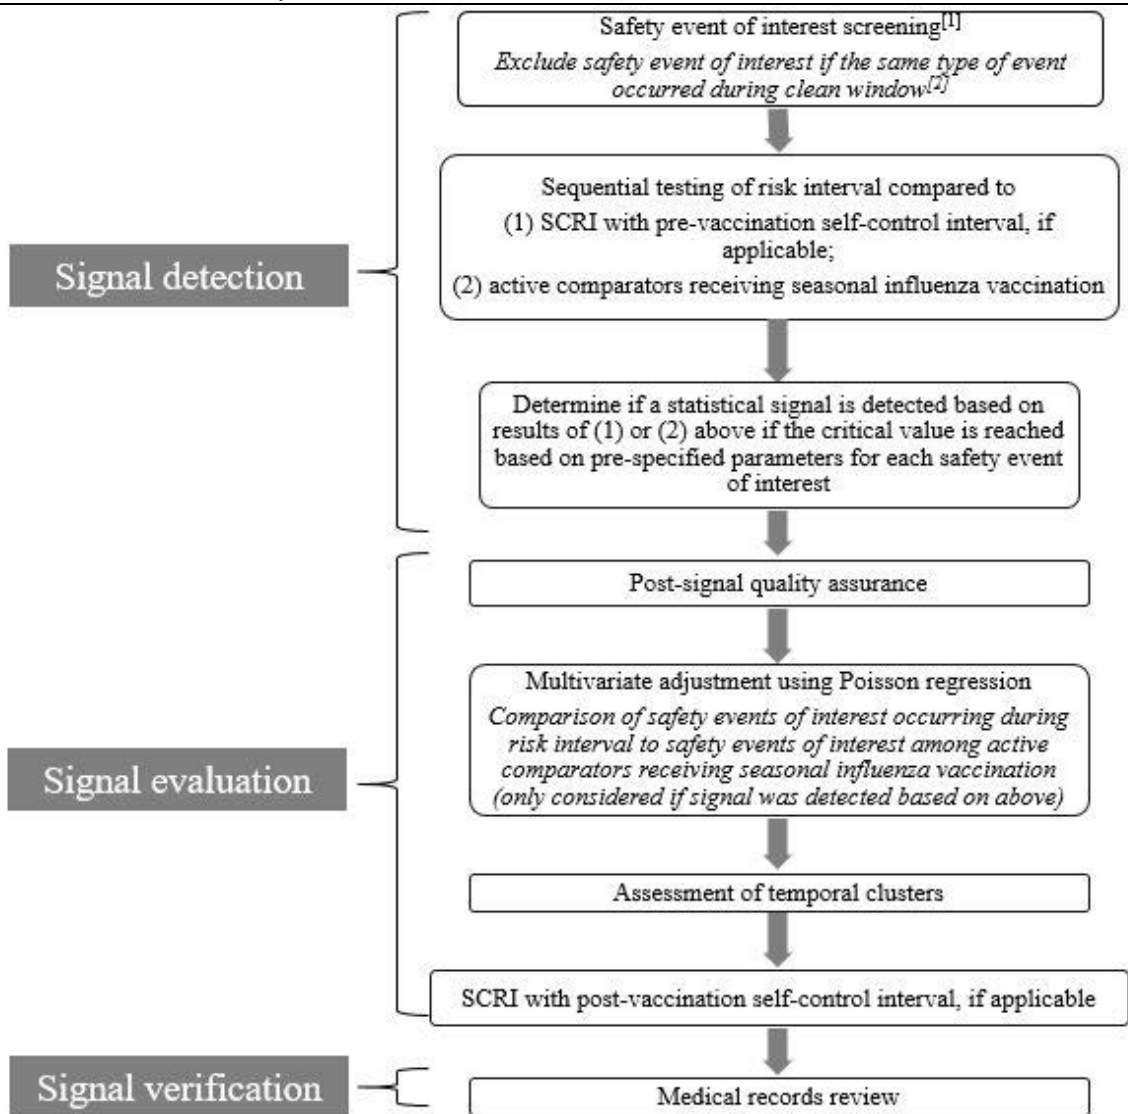 Safety event of interest screening[1]
Exclude safety event of interest if the same type of event
occurred during clean window[2]
Sequential testing of risk interval compared to
(1) SCRI with pre-vaccination self-control interval, if
applicable;
(2) active comparators receiving seasonal influenza vaccination
Signal detection
Determine if a statistical signal is detected based on
results of (1) or (2) above if the critical value is reached
based on pre-specified parameters for each safety event
of interest
Post-signal quality assurance
Multivariate adjustment using Poisson regression
Comparison of safety events of interest occurring during
risk interval to safety events of interest among active
comparators receiving seasonal influenza vaccination
(only considered if signal was detected based on above)
Signal evaluation
Assessment of temporal clusters
SCRI with post-vaccination self-control interval, if applicable
Signal verification
Medical records review